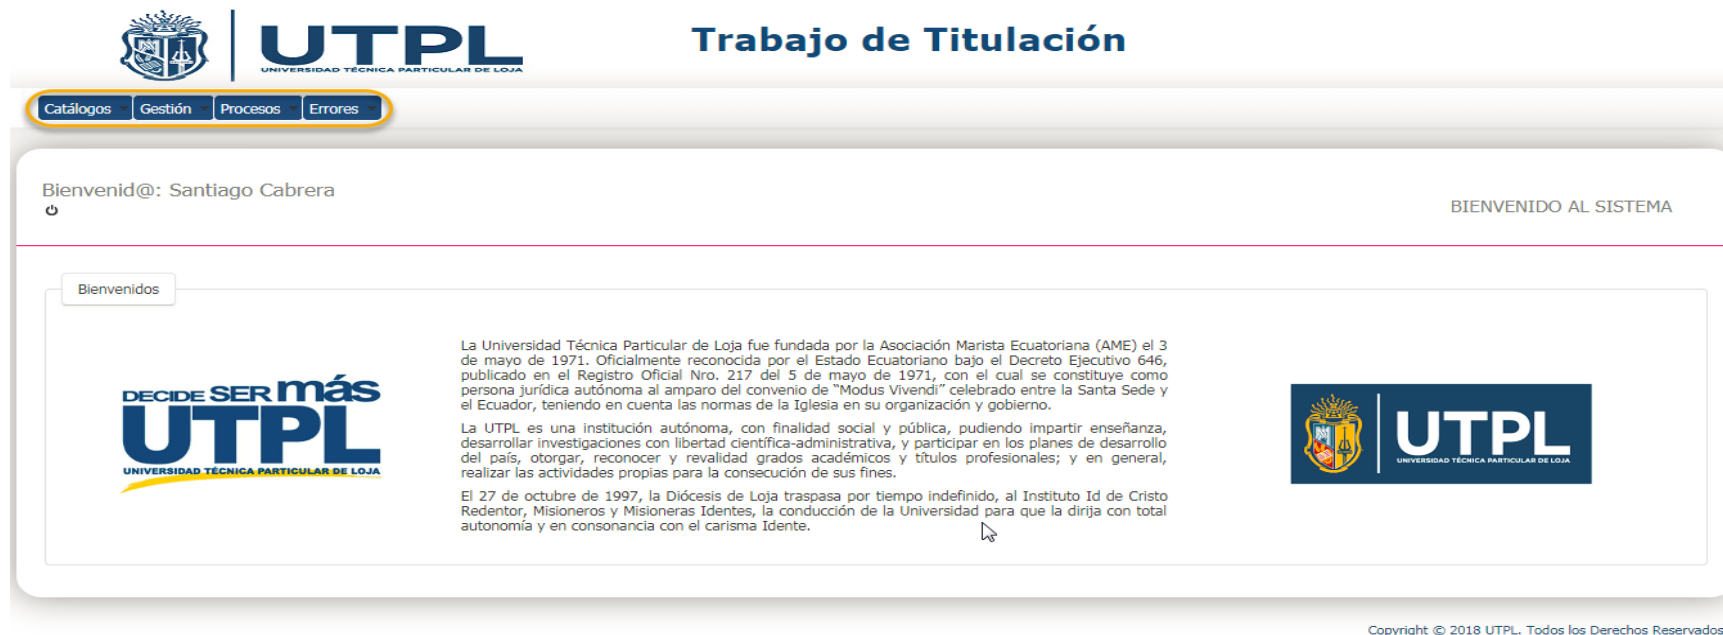 UTPL
UNIVERSIDAD TÉCNICA PARTICULAR DE LOJA
Trabajo de Titulación
Catálogos Gestión Procesos Errores
Bienvenid@: Santiago Cabrera
BIENVENIDO AL SISTEMA
Bienvenidos
DECIDE SER más
UTPL
UNIVERSIDAD TÉCNICA PARTICULAR DE LOJA
La Universidad Técnica Particular de Loja fue fundada por la Asociación Marista Ecuatoriana (AME) el 3
de mayo de 1971. Oficialmente reconocida por el Estado Ecuatoriano bajo el Decreto Ejecutivo 646,
publicado en el Registro Oficial Nro. 217 del 5 de mayo de 1971, con el cual se constituye como
persona jurídica autónoma al amparo del convenio de "Modus Vivendi" celebrado entre la Santa Sede y
el Ecuador, teniendo en cuenta las normas de la Iglesia en su organización y gobierno.
La UTPL es una institución autónoma, con finalidad social y pública, pudiendo impartir enseñanza,
desarrollar investigaciones con libertad científica-administrativa, y participar en los planes de desarrollo
del país, otorgar, reconocer y revalidad grados académicos y títulos profesionales; y en general,
realizar las actividades propias para la consecución de sus fines.
El 27 de octubre de 1997, la Diócesis de Loja traspasa por tiempo indefinido, al Instituto Id de Cristo
Redentor, Misioneros y Misioneras Identes, la conducción de la Universidad para que la dirija con total
autonomía y en consonancia con el carisma Idente.
UTPL
UNIVERSIDAD TÉCNICA PARTICULAR DE LOJA
Copyright © 2018 UTPL. Todos los Derechos Reservados